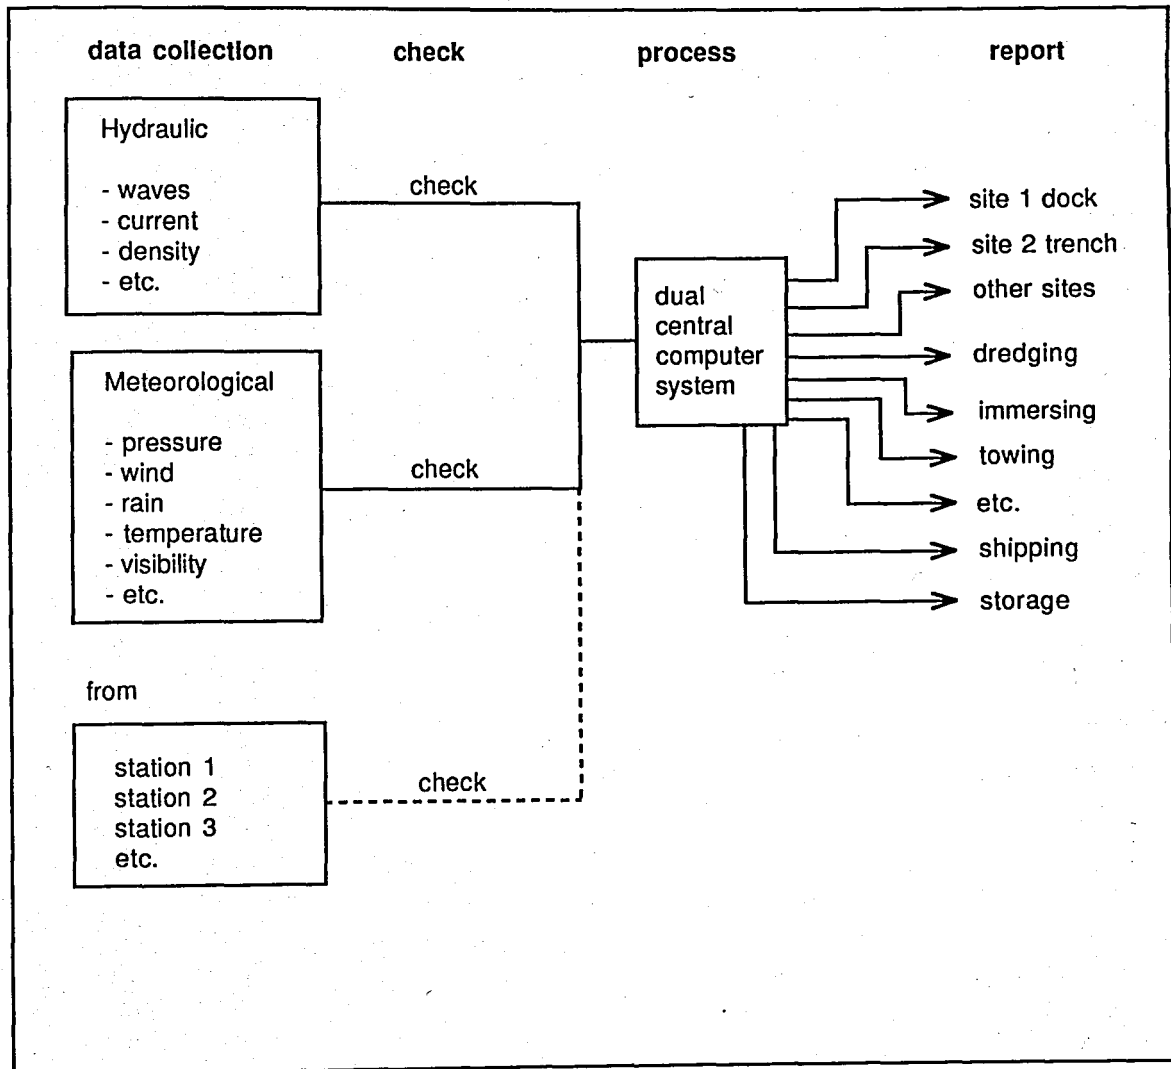 data collection check process report
Hydraulic
- waves
- current
- density
- etc.
check
Meteorological
- pressure
- wind
- rain
- temperature
- visibility
- etc.
check
from
station 1
station 2
station 3
etc.
check
dual
central
computer
system
site 1 dock
site 2 trench
other sites
dredging
immersing
towing
etc.
shipping
storage